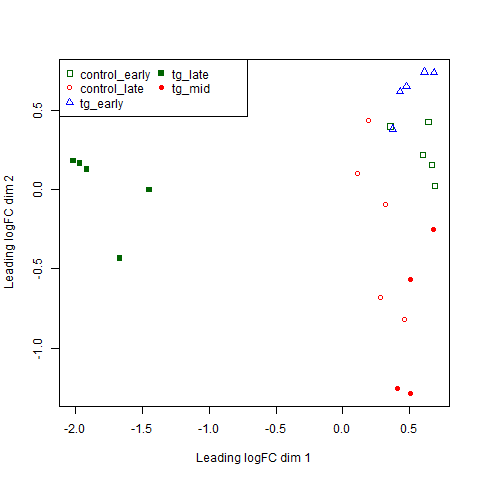 control_early tg_late
control_late tg_mid
tg_early
0.5
0.0
-0.5
-1.0
Leading logFC dim 2
-2.0 -1.5 -1.0 -0.5 0.0 0.5
Leading logFC dim 1